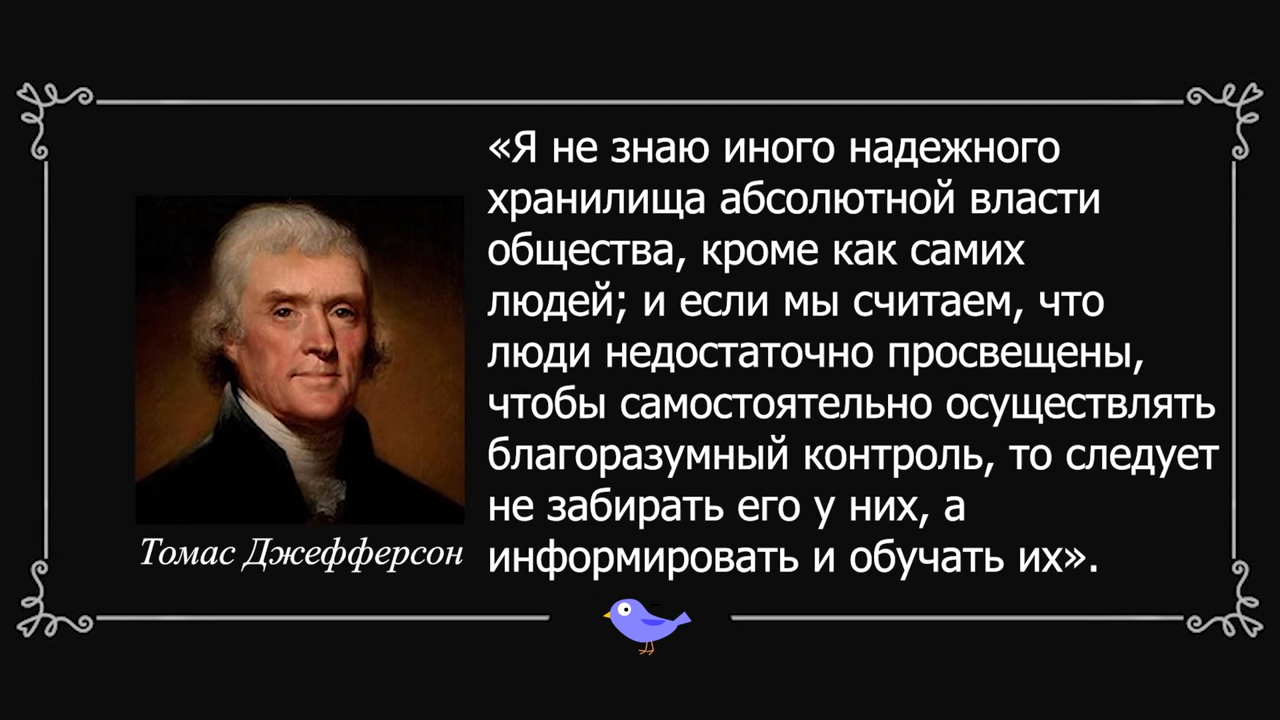 «Я не знаю иного надежного
хранилища абсолютной власти
общества, кроме как самих
людей; и если мы считаем, что
люди недостаточно просвещены,
чтобы самостоятельно осуществлять
благоразумный контроль, то следует
не забирать его у них, а
информировать и обучать их».
Томас Джефферсон